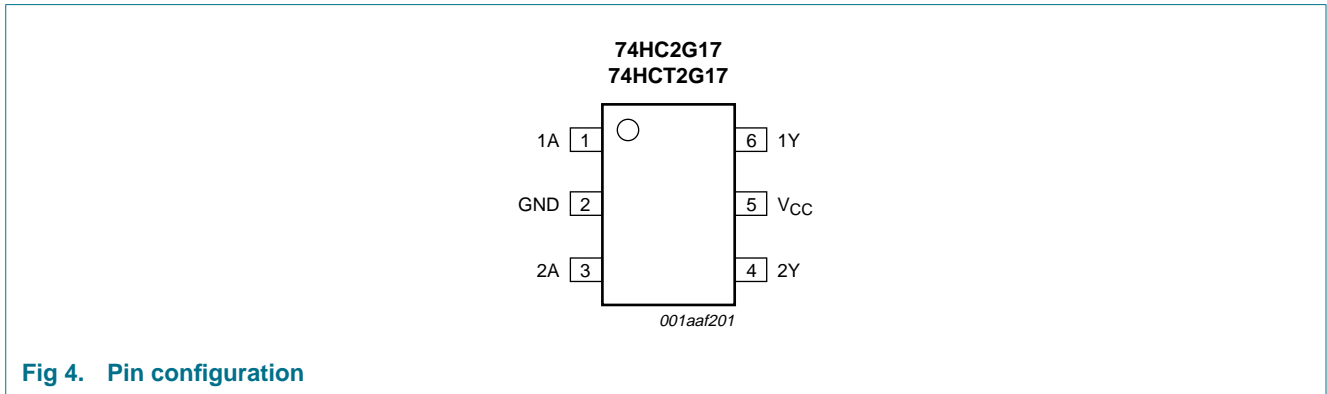 74HC2G17
74HCT2G17
1A 1 6 1Y
GND 2 5 VCC
2A 3 4 2Y
001aaf201
Fig 4. Pin configuration